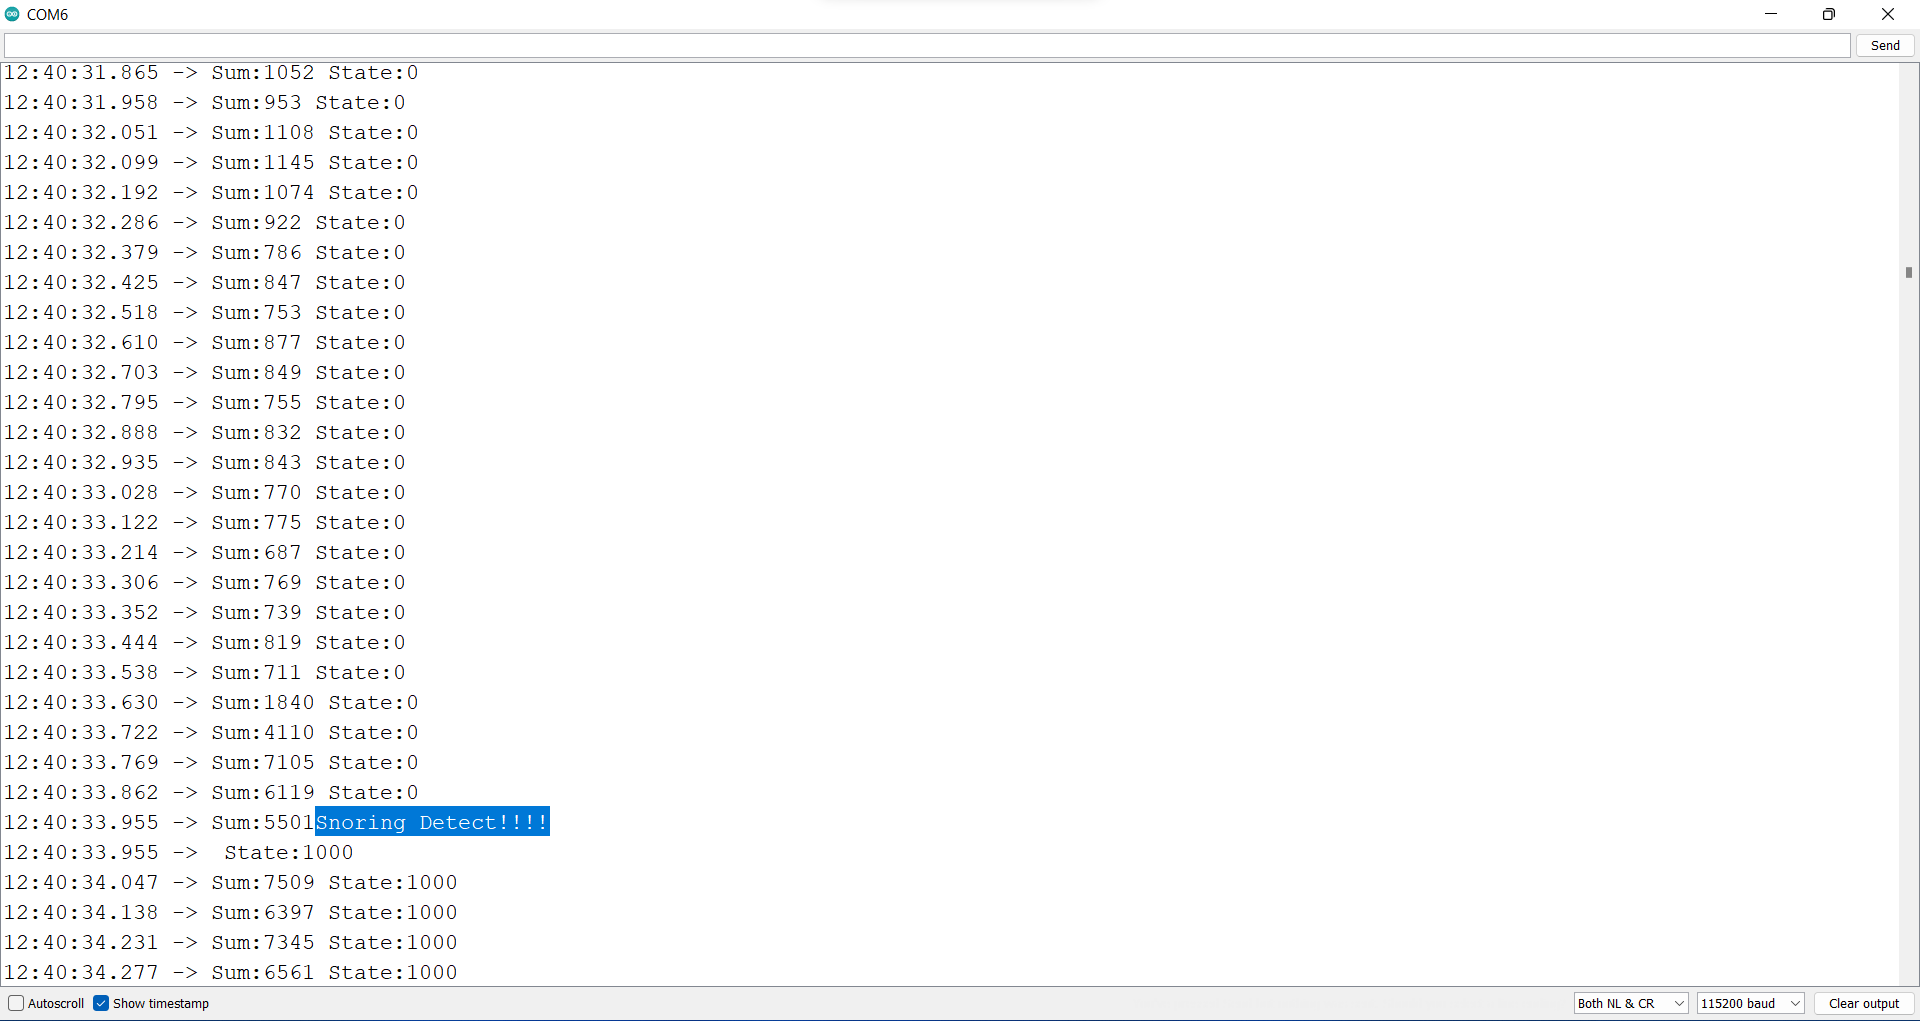 COM6
Send
12:40:31.865 -> Sum:1052 State:0
12:40:31.958 -> Sum:953 State:0
12:40:32.051 -> Sum:1108 State:0
12:40:32.099 -> Sum:1145 State:0
12:40:32.192 -> Sum:1074 State:0
12:40:32.286 -> Sum:922 State:0
12:40:32.379 -> Sum:786 State:0
12:40:32.425 -> Sum:847 State:0
12:40:32.518 -> Sum:753 State:0
12:40:32.610 -> Sum:877 State:0
12:40:32.703 -> Sum:849 State:0
12:40:32.795 -> Sum:755 State:0
12:40:32.888 -> Sum:832 State:0
12:40:32.935 -> Sum:843 State:0
12:40:33.028 -> Sum:770 State:0
12:40:33.122 -> Sum:775 State:0
12:40:33.214 -> Sum:687 State:0
12:40:33.306 -> Sum:769 State:0
12:40:33.352 -> Sum:739 State:0
12:40:33.444 -> Sum:819 State:0
12:40:33.538 -> Sum:711 State:0
12:40:33.630 -> Sum:1840 State:0
12:40:33.722 -> Sum:4110 State:0
12:40:33.769 -> Sum:7105 State:0
12:40:33.862 -> Sum:6119 State:0
12:40:33.955 -> Sum:5501Snoring Detect!!!!
12:40:33.955 ->  State:1000
12:40:34.047 -> Sum:7509 State:1000
12:40:34.138 -> Sum:6397 State:1000
12:40:34.231 -> Sum:7345 State:1000
12:40:34.277 -> Sum:6561 State:1000
Autoscroll Show timestamp Both NL & CR 115200 baud Clear output